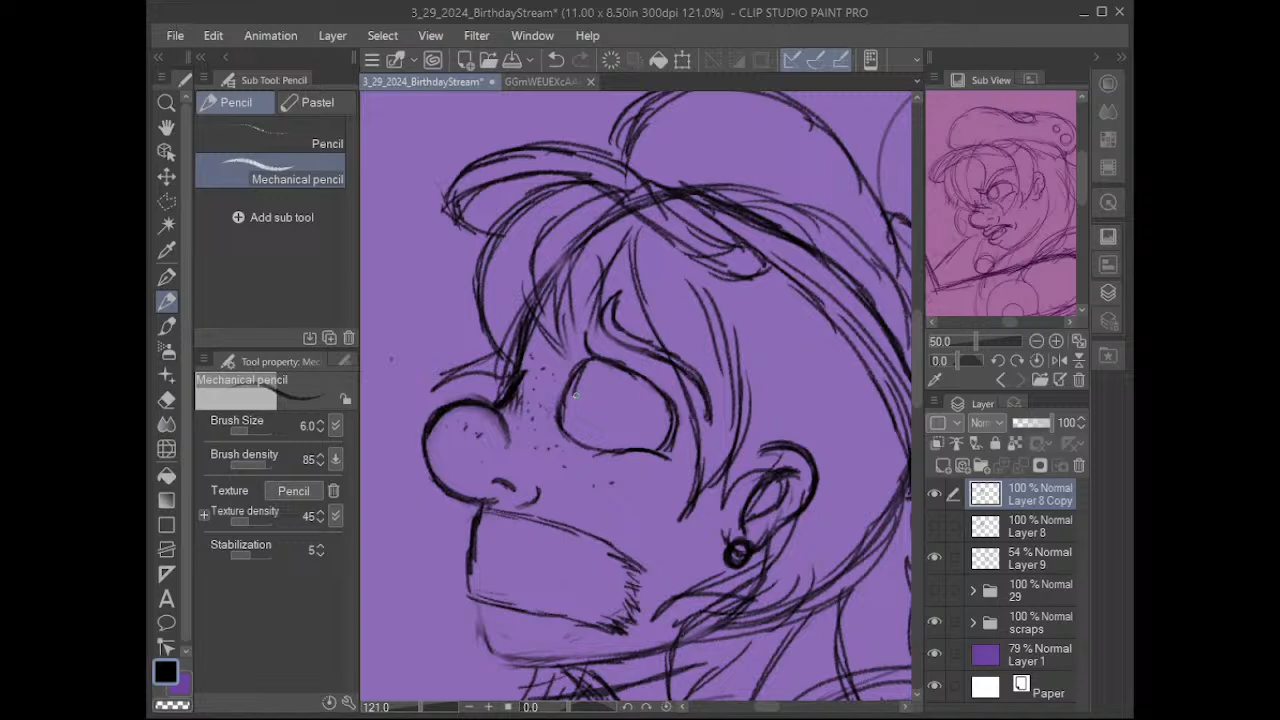 3_29_2024_BirthdayStream* (11.00 x 8.50in 300dpi 121.0%) - CLIP STUDIO PAINT PRO
File Edit Animation Layer Select View Filter Window Help
Sub Tool: Pencil
3_29_2024_BirthdayStream*
Sub View
Pencil Pastel
Pencil
Mechanical pencil
Add sub tool
50.0
0.0
Tool property: Mec
Mechanical pencil
Brush Size 6.0
Brush density 85
Texture Pencil
Texture density 45
Stabilization 5
Layer
Norm 100
100 % Normal
Layer 8 Copy
100 % Normal
Layer 8
54 % Normal
Layer 9
100 % Normal
29
100 % Normal
scraps
79 % Normal
Layer 1
Paper
121.0 0.0